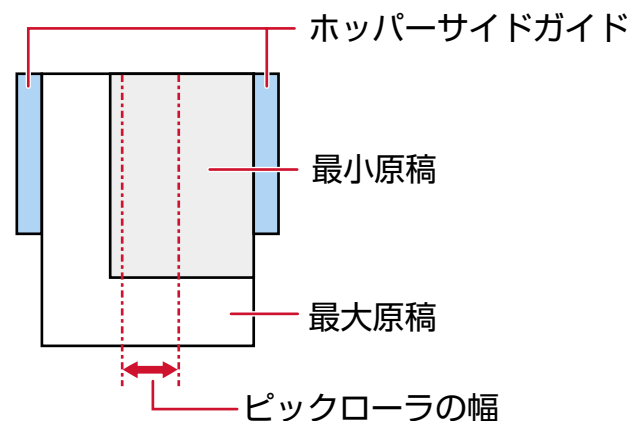 ホッパーサイドガイド
最小原稿
最大原稿
ピックローラの幅